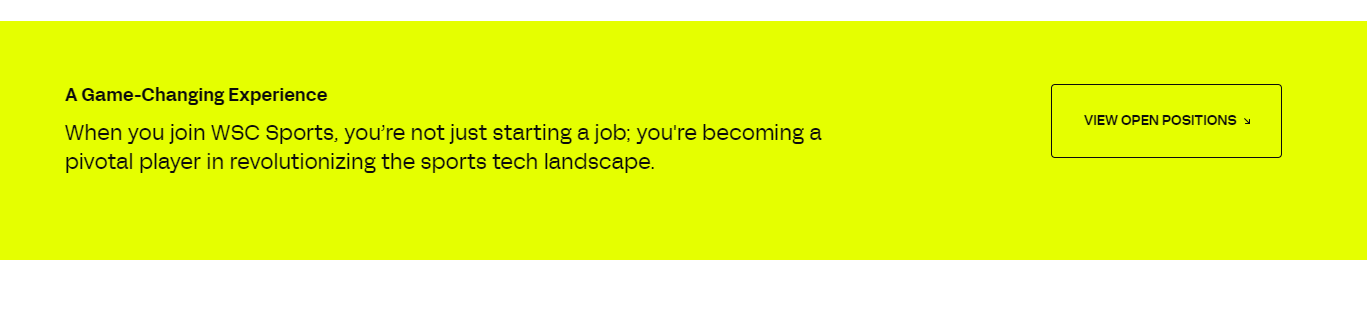 A Game-Changing Experience
When you join WSC Sports, you’re not just starting a job; you're becoming a
pivotal player in revolutionizing the sports tech landscape.
VIEW OPEN POSITIONS ↘